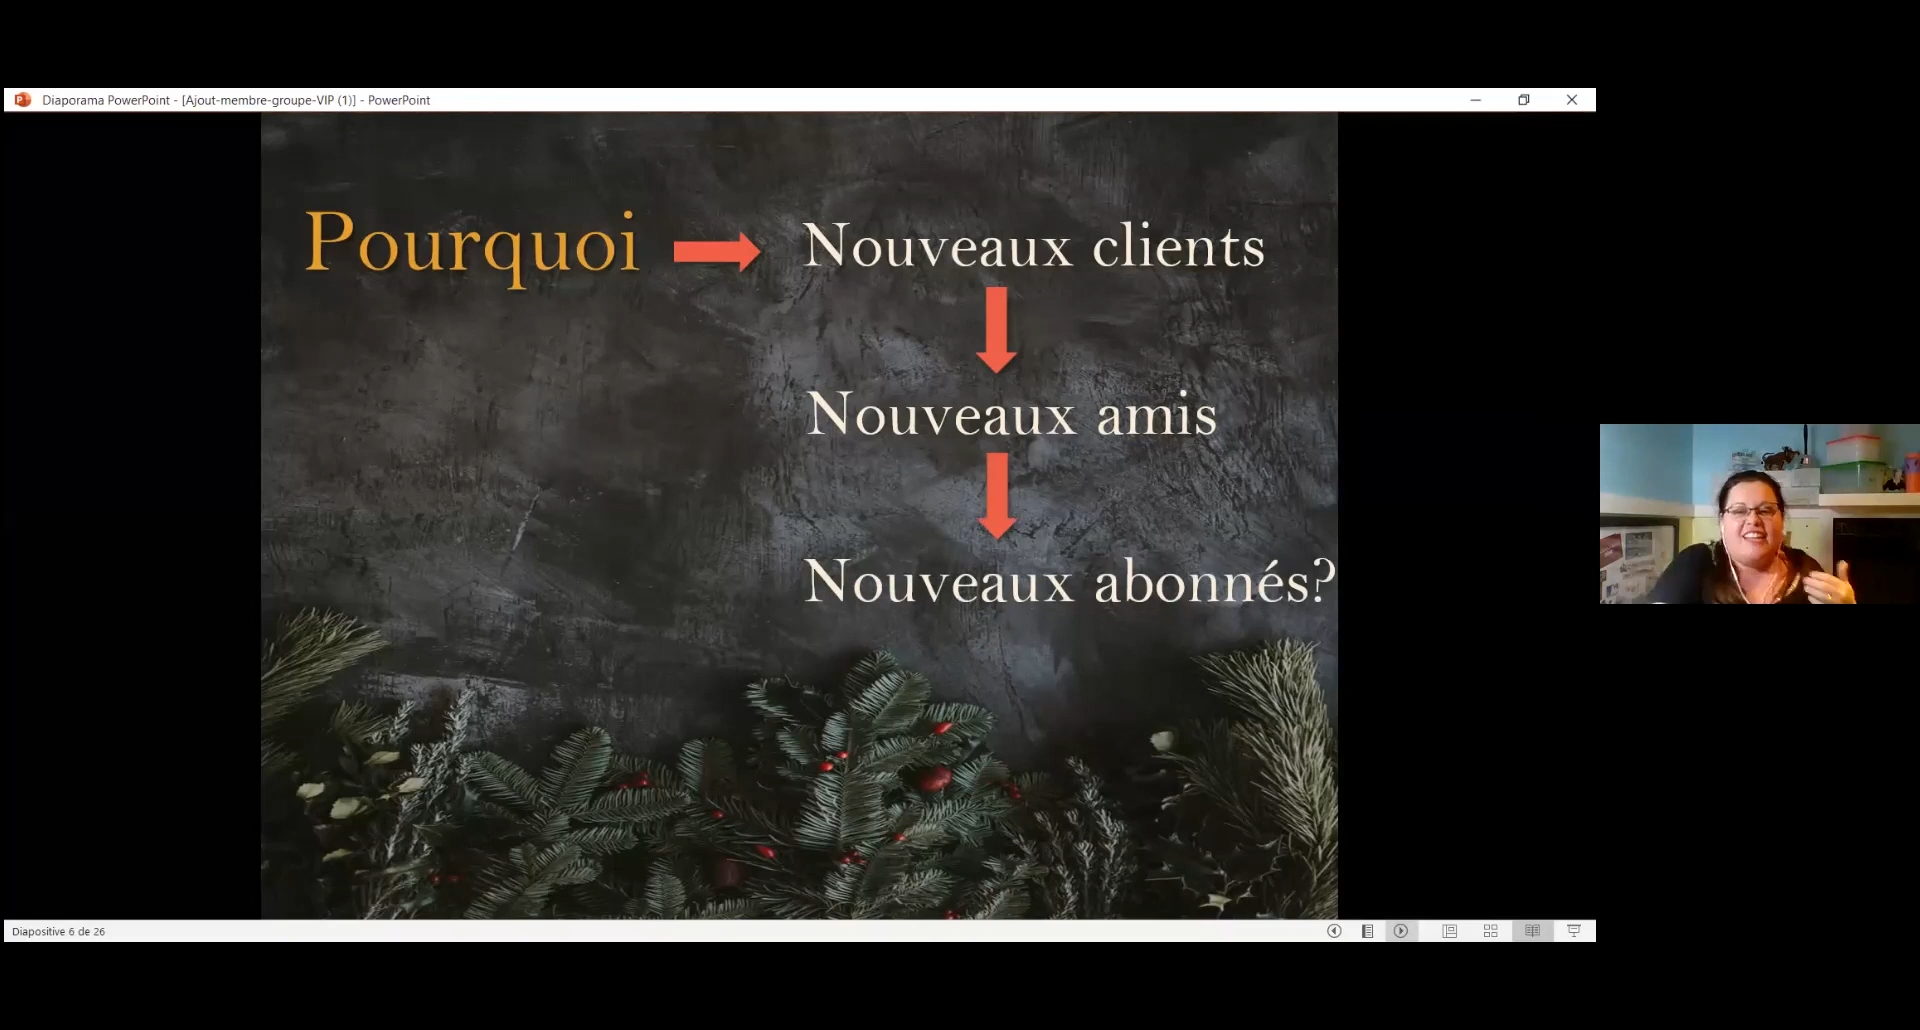 Diaporama PowerPoint - [Ajout-membre-groupe-VIP (1)] - PowerPoint
Pourquoi
Nouveaux clients
Nouveaux amis
Nouveaux abonnés?
Diapositive 6 de 26